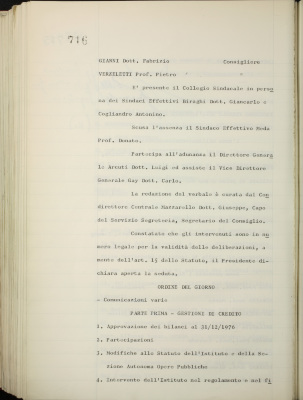 716
GIANNI Dott. Fabrizio Consigliere
VERZELETTI Prof. Pietro " "
E' presente il Collegio Sindacale in perso
na dei Sindaci Effettivi Biraghi Dott. Giancarlo e
Cogliandro Antonino.
Scusa l'assenza il Sindaco Effettivo Reda
Prof. Donato.
Partecipa all'adunanza il Direttore Genera
le Arcuti Dott. Luigi ed assiste il Vice Direttore
Generale Gay Dott. Carlo.
La redazione del verbale è curata dal Con
direttore Centrale Mazzarello Dott. Giuseppe, Capo
del Servizio Segreteria, Segretario del Consiglio.
Constatato che gli intervenuti sono in nu
mero legale per la validità delle deliberazioni, a
mente dell'art. 15 dello Statuto, il Presidente di-
chiara aperta la seduta.
ORDINE DEL GIORNO
- Comunicazioni varie
PARTE PRIMA - GESTIONI DI CREDITO
1. Approvazione dei bilanci al 31/12/1976
2. Partecipazioni
3. Modifiche allo Statuto dell'Istituto e della Se-
zione Autonoma Opere Pubbliche
4. Intervento dell'Istituto nel regolamento e nel fi